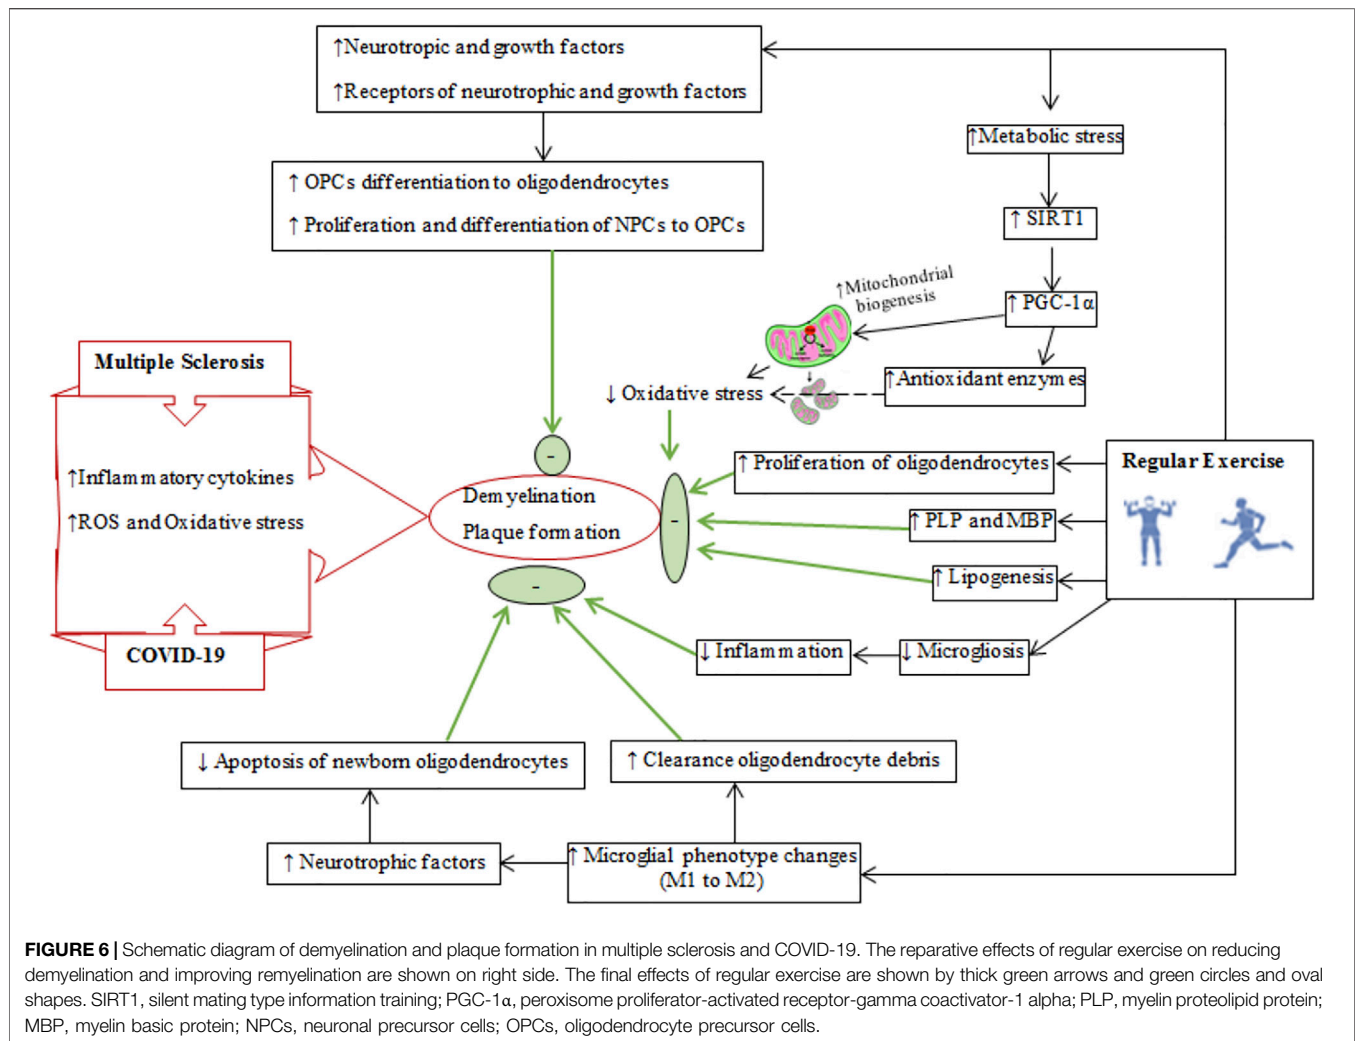 ↑Neurotropic and growth factors
↑Receptors of neurotrophic and growth factors
↑Metabolic stress
↑ OPCs differentiation to oligodendrocytes
↑ Proliferation and differentiation of NPCs to OPCs
↑ SIRT1
↑Mitochondrial
biogenesis
↑ PGC-1α
Multiple Sclerosis
↑Antioxidant enzymes
↓ Oxidative stress
↑Inflammatory cytokines
↑ROS and Oxidative stress
COVID-19
-
Demyelination
Plaque formation
-
-
↑ Proliferation of oligodendrocytes
Regular Exercise
↑ PLP and MBP
↑ Lipogenesis
↓ Inflammation
↓ Microgliosis
↓ Apoptosis of newborn oligodendrocytes
↑ Clearance oligodendrocyte debris
↑ Neurotrophic factors
↑ Microglial phenotype changes
(M1 to M2)
FIGURE 6 | Schematic diagram of demyelination and plaque formation in multiple sclerosis and COVID-19. The reparative effects of regular exercise on reducing
demyelination and improving remyelination are shown on right side. The final effects of regular exercise are shown by thick green arrows and green circles and oval
shapes. SIRT1, silent mating type information training; PGC-1α, peroxisome proliferator-activated receptor-gamma coactivator-1 alpha; PLP, myelin proteolipid protein;
MBP, myelin basic protein; NPCs, neuronal precursor cells; OPCs, oligodendrocyte precursor cells.